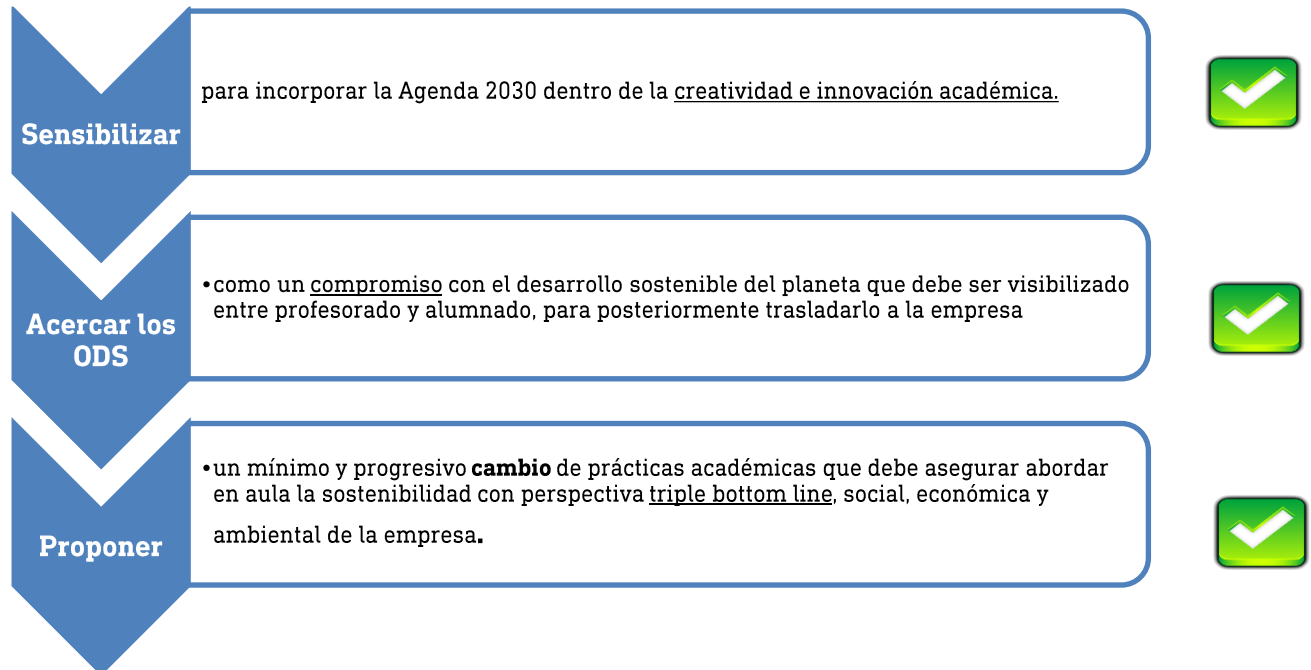 Sensibilizar
para incorporar la Agenda 2030 dentro de la creatividad e innovación académica.
Acercar los
ODS
•como un compromiso con el desarrollo sostenible del planeta que debe ser visibilizado
entre profesorado y alumnado, para posteriormente trasladarlo a la empresa
Proponer
•un mínimo y progresivo cambio de prácticas académicas que debe asegurar abordar
en aula la sostenibilidad con perspectiva triple bottom line, social, económica y
ambiental de la empresa.